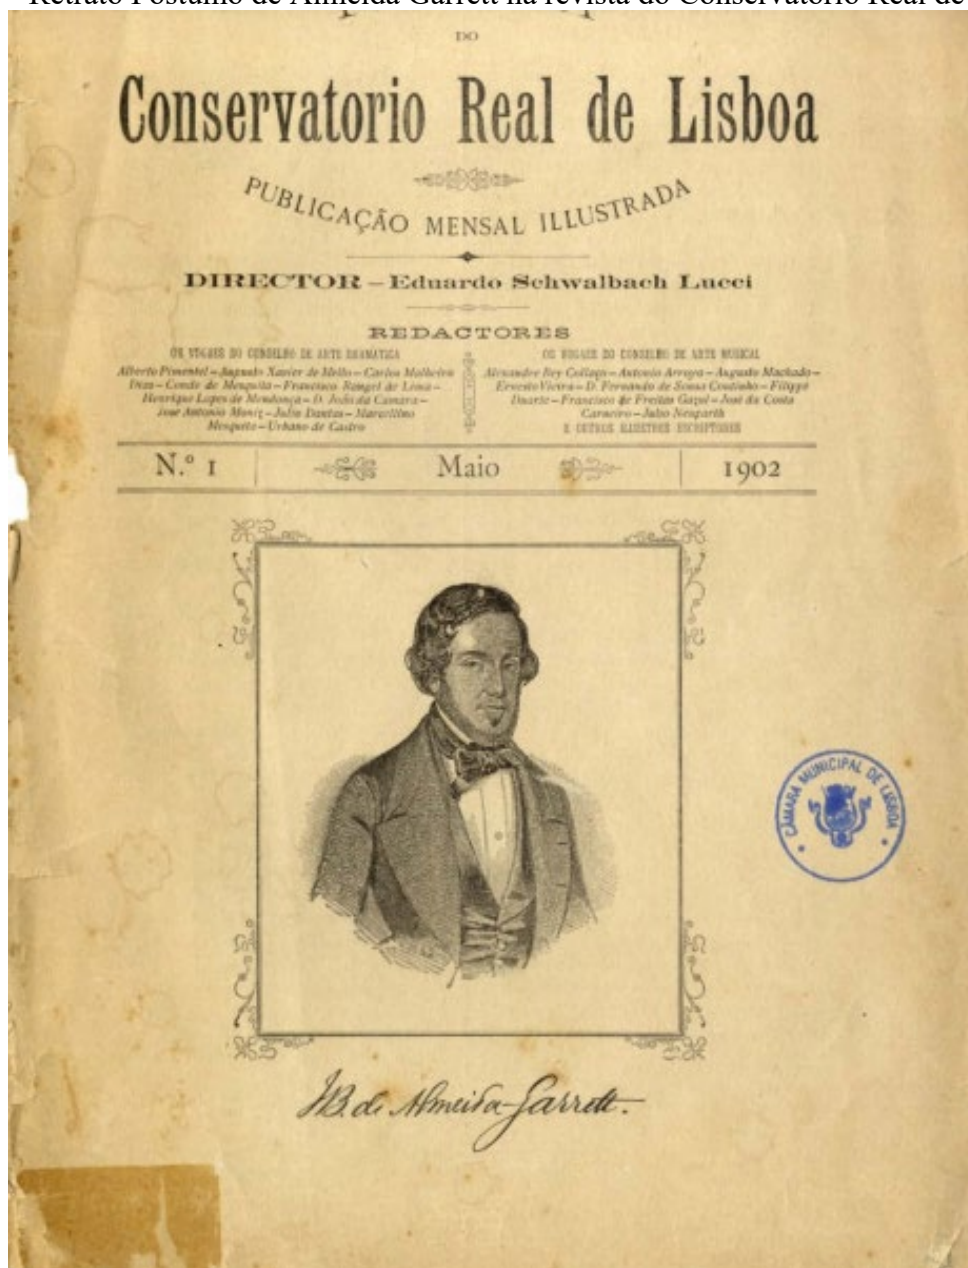 Retrato Póstumo de Almeida Garrett na revista do Conservatório Real de
DO
Conservatorio Real de Lisboa
PUBLICAÇÃO MENSAL ILLUSTRADA
DIRECTOR – Eduardo Schwalbach Lucci
REDACTORES
OS VOGAES DO CONSELHO DE ARTE DRAMATICA
Alberto Pimentel – Augusto Xavier de Mello – Carlos Malheiro
Dias – Conde de Mesquita – Francisco Rangel de Lima –
Henrique Lopes de Mendonça – D. João da Camara –
José Antonio Moniz – Julio Dantas – Marcellino
Mesquita – Urbano de Castro
OS VOGAES DO CONSELHO DE ARTE MUSICAL
Alexandre Rey Collaço – Antonio Arroyo – Augusto Machado –
Ernesto Vieira – D. Fernando de Sousa Coutinho – Filippe
Duarte – Francisco de Freitas Gazul – José da Costa
Carneiro – Julio Neuparth
E OUTROS ILLUSTRES ESCRIPTORES
N.º 1 Maio 1902
CÂMARA MUNICIPAL DE LISBOA
J.B. de Almeida-Garrett.